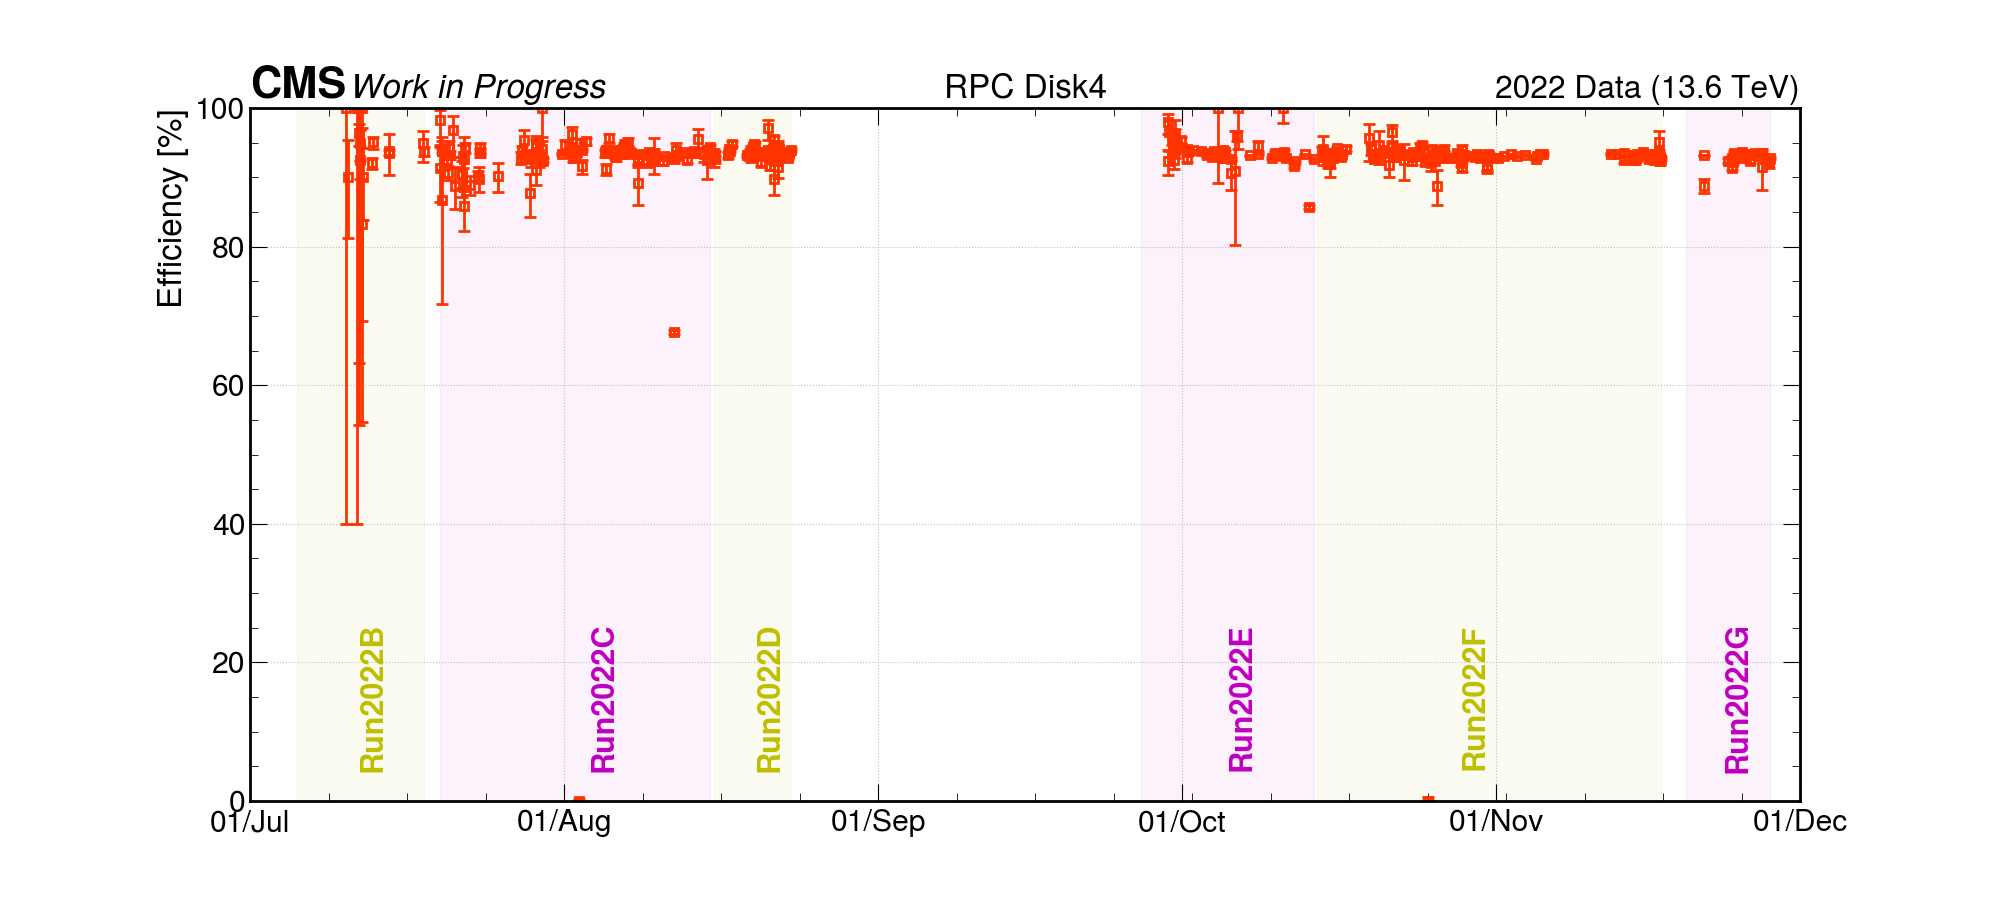 CMS Work in Progress RPC Disk4 2022 Data (13.6 TeV)
Efficiency [%]
100
80
60
40
20
0
Run2022B
Run2022C
Run2022D
Run2022E
Run2022F
Run2022G
01/Jul 01/Aug 01/Sep 01/Oct 01/Nov 01/Dec